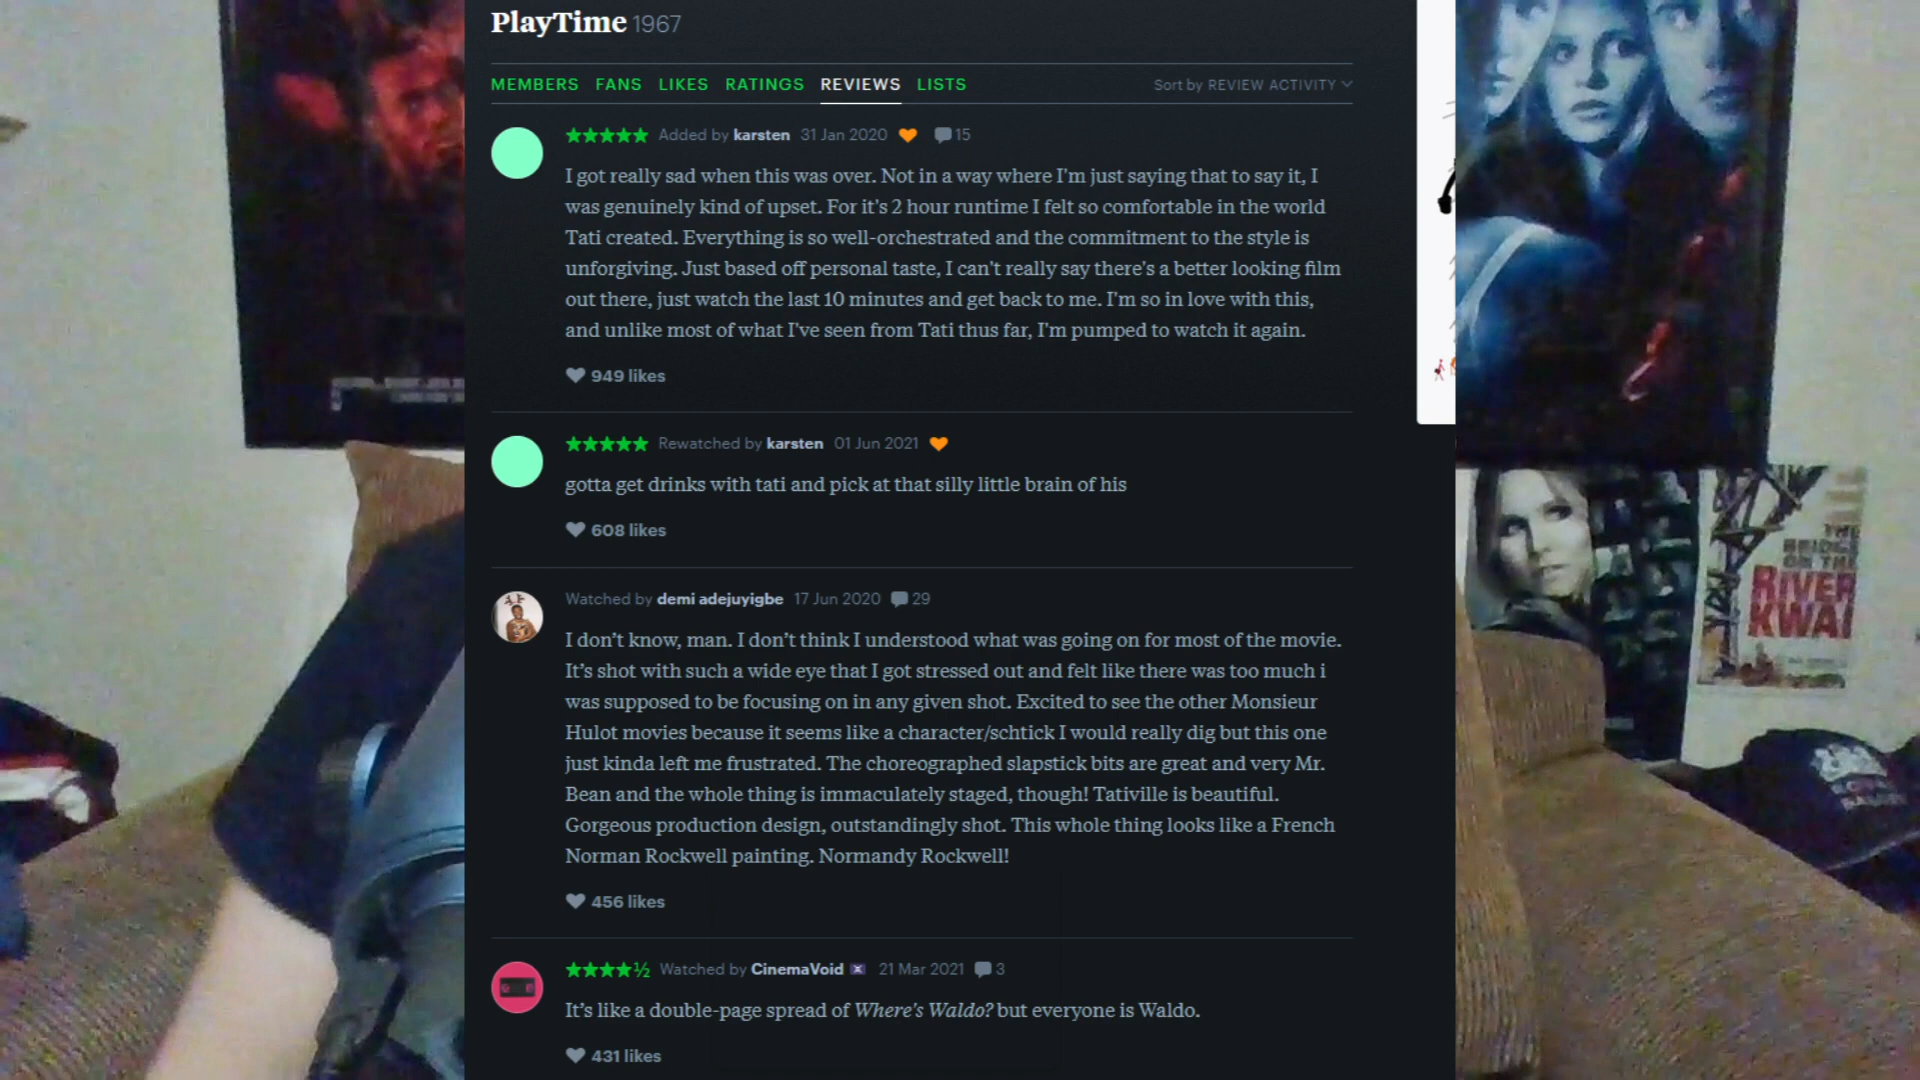 PlayTime 1967
MEMBERS FANS LIKES RATINGS REVIEWS LISTS Sort by REVIEW ACTIVITY
★★★★★ Added by karsten 31 Jan 2020 15
I got really sad when this was over. Not in a way where I'm just saying that to say it, I
was genuinely kind of upset. For it's 2 hour runtime I felt so comfortable in the world
Tati created. Everything is so well-orchestrated and the commitment to the style is
unforgiving. Just based off personal taste, I can't really say there's a better looking film
out there, just watch the last 10 minutes and get back to me. I'm so in love with this,
and unlike most of what I've seen from Tati thus far, I'm pumped to watch it again.
949 likes
★★★★★ Rewatched by karsten 01 Jun 2021
gotta get drinks with tati and pick at that silly little brain of his
608 likes
Watched by demi adejuyigbe 17 Jun 2020 29
I don’t know, man. I don’t think I understood what was going on for most of the movie.
It’s shot with such a wide eye that I got stressed out and felt like there was too much i
was supposed to be focusing on in any given shot. Excited to see the other Monsieur
Hulot movies because it seems like a character/schtick I would really dig but this one
just kinda left me frustrated. The choreographed slapstick bits are great and very Mr.
Bean and the whole thing is immaculately staged, though! Tativille is beautiful.
Gorgeous production design, outstandingly shot. This whole thing looks like a French
Norman Rockwell painting. Normandy Rockwell!
456 likes
★★★★½ Watched by CinemaVoid 21 Mar 2021 3
It’s like a double-page spread of Where’s Waldo? but everyone is Waldo.
431 likes
THE
BRIDGE
ON THE
RIVER
KWAI